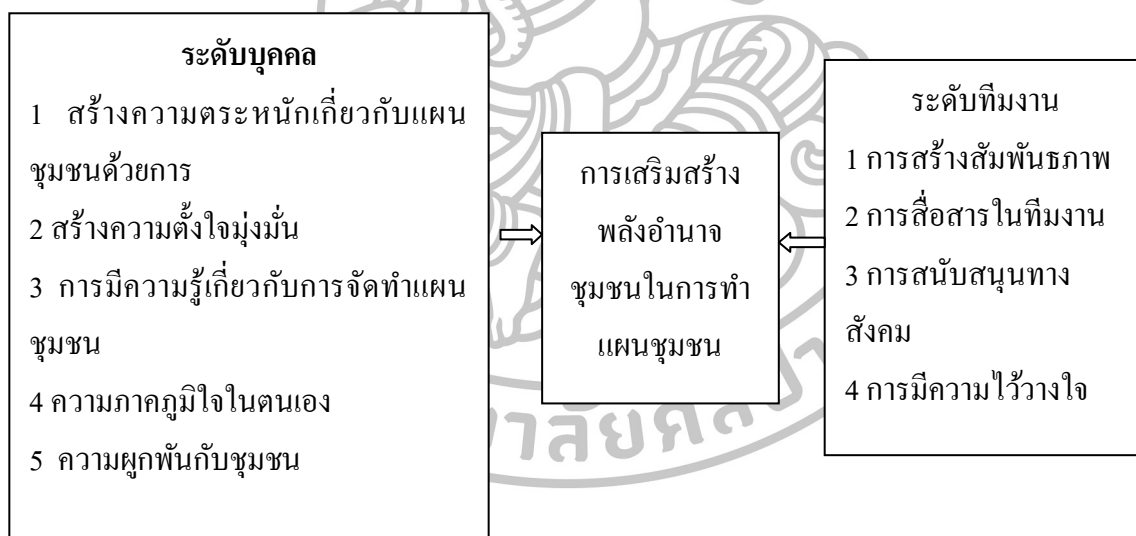 ระดับบุคคล
1 สร้างความตระหนักเกี่ยวกับแผน
ชุมชนด้วยการ
2 สร้างความตั้งใจมุ่งมั่น
3 การมีความรู้เกี่ยวกับการจัดทำแผน
ชุมชน
4 ความภาคภูมิใจในตนเอง
5 ความผูกพันกับชุมชน
การเสริมสร้าง
พลังอำนาจ
ชุมชนในการทำ
แผนชุมชน
ระดับทีมงาน
1 การสร้างสัมพันธภาพ
2 การสื่อสารในทีมงาน
3 การสนับสนุนทาง
สังคม
4 การมีความไว้วางใจ